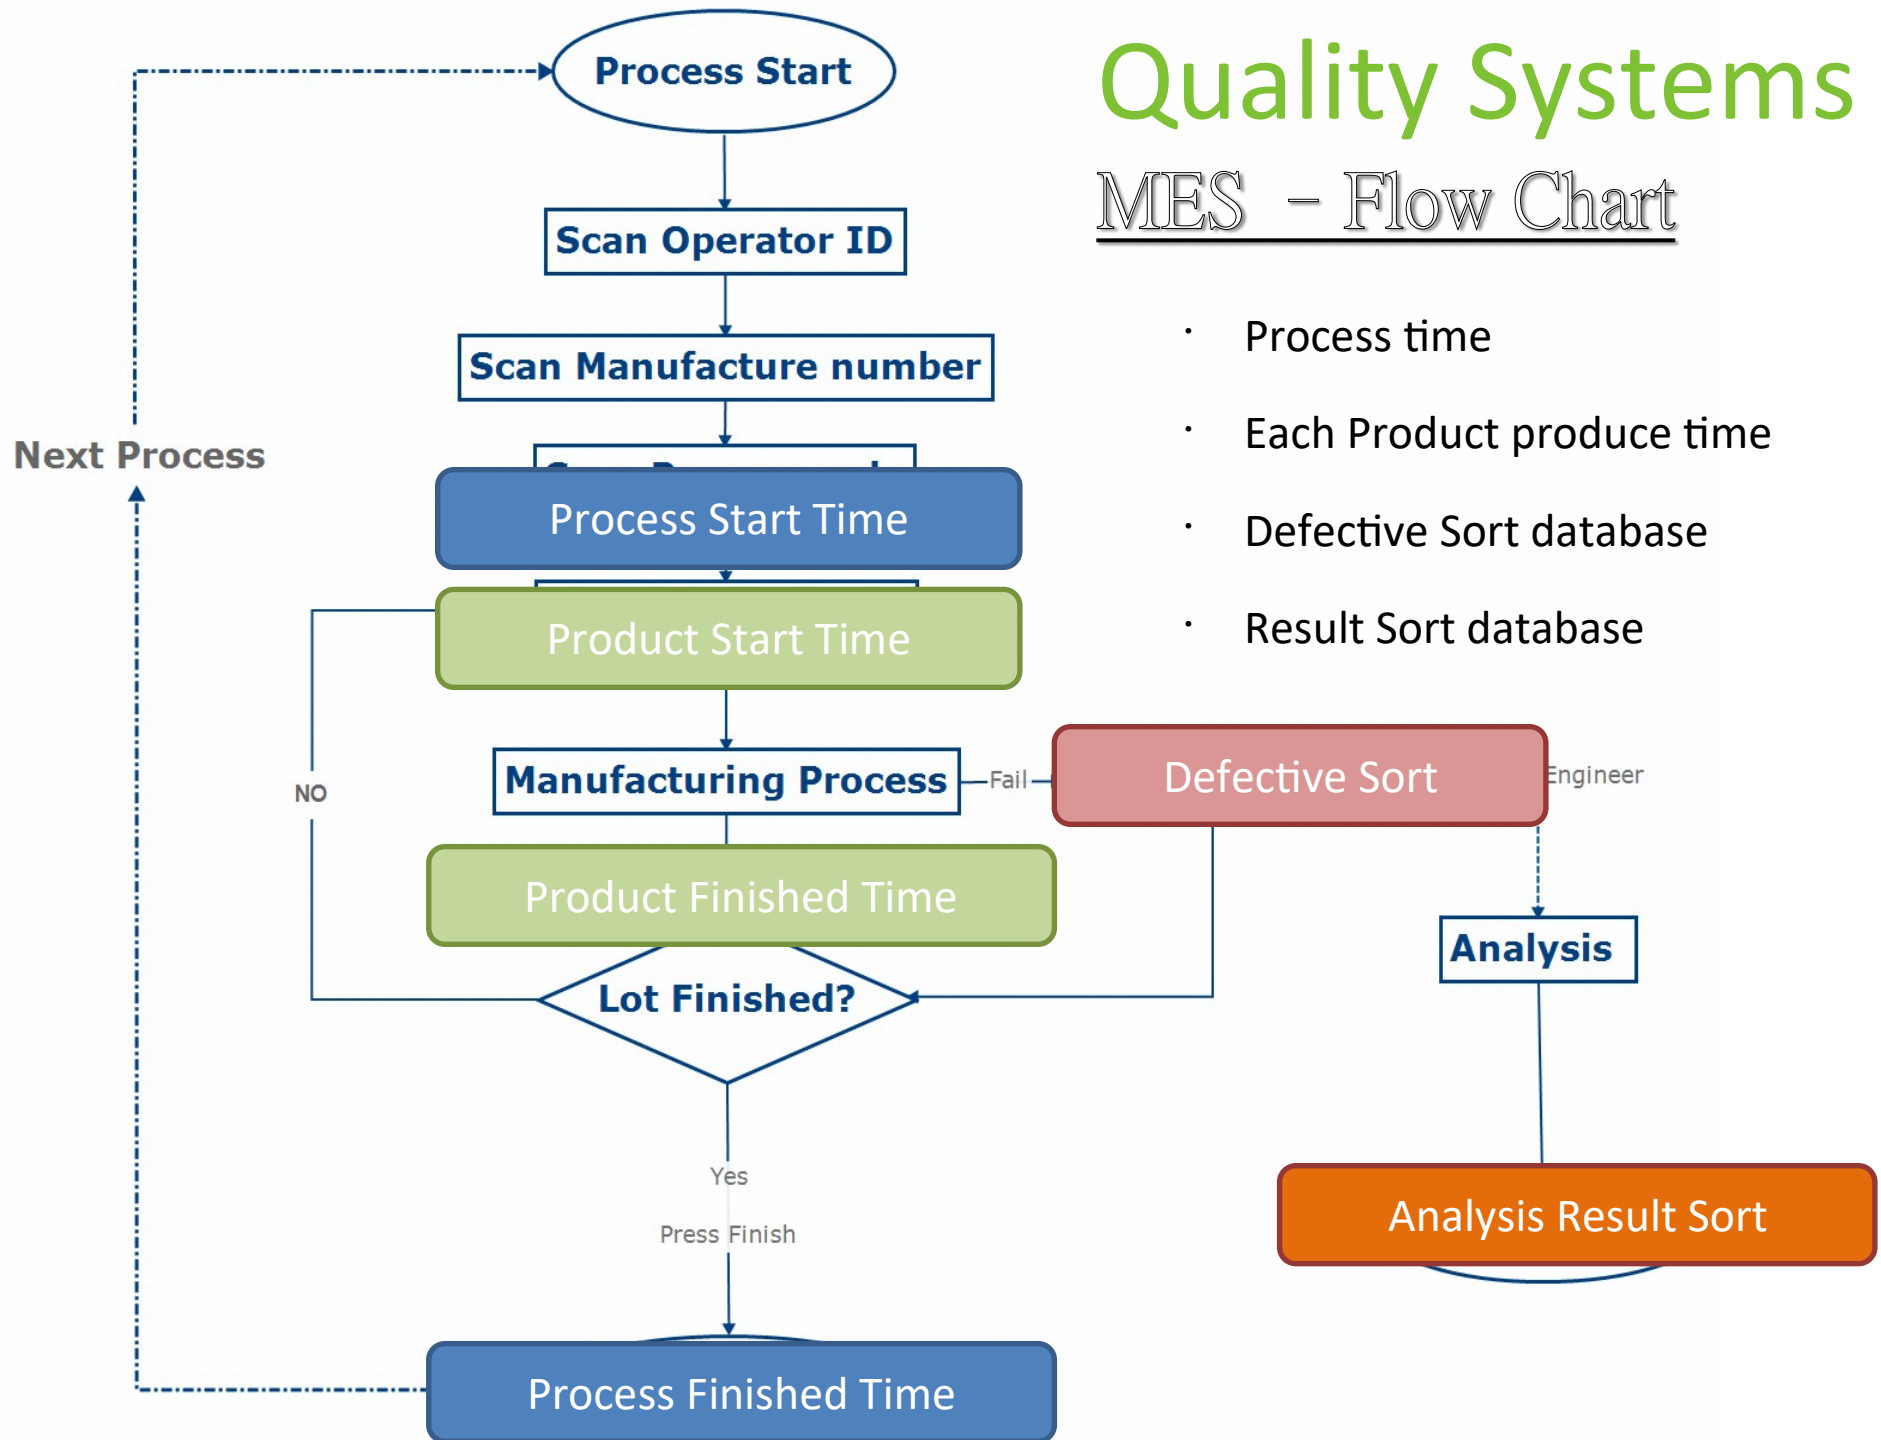 Quality Systems
MES - Flow Chart
Process Start
Scan Operator ID
Scan Manufacture number
Next Process
Process Start Time
Product Start Time
NO
Manufacturing Process
Fail
Defective Sort
Engineer
Product Finished Time
Analysis
Lot Finished?
Yes
Press Finish
Analysis Result Sort
Process Finished Time
· Process time
· Each Product produce time
· Defective Sort database
· Result Sort database